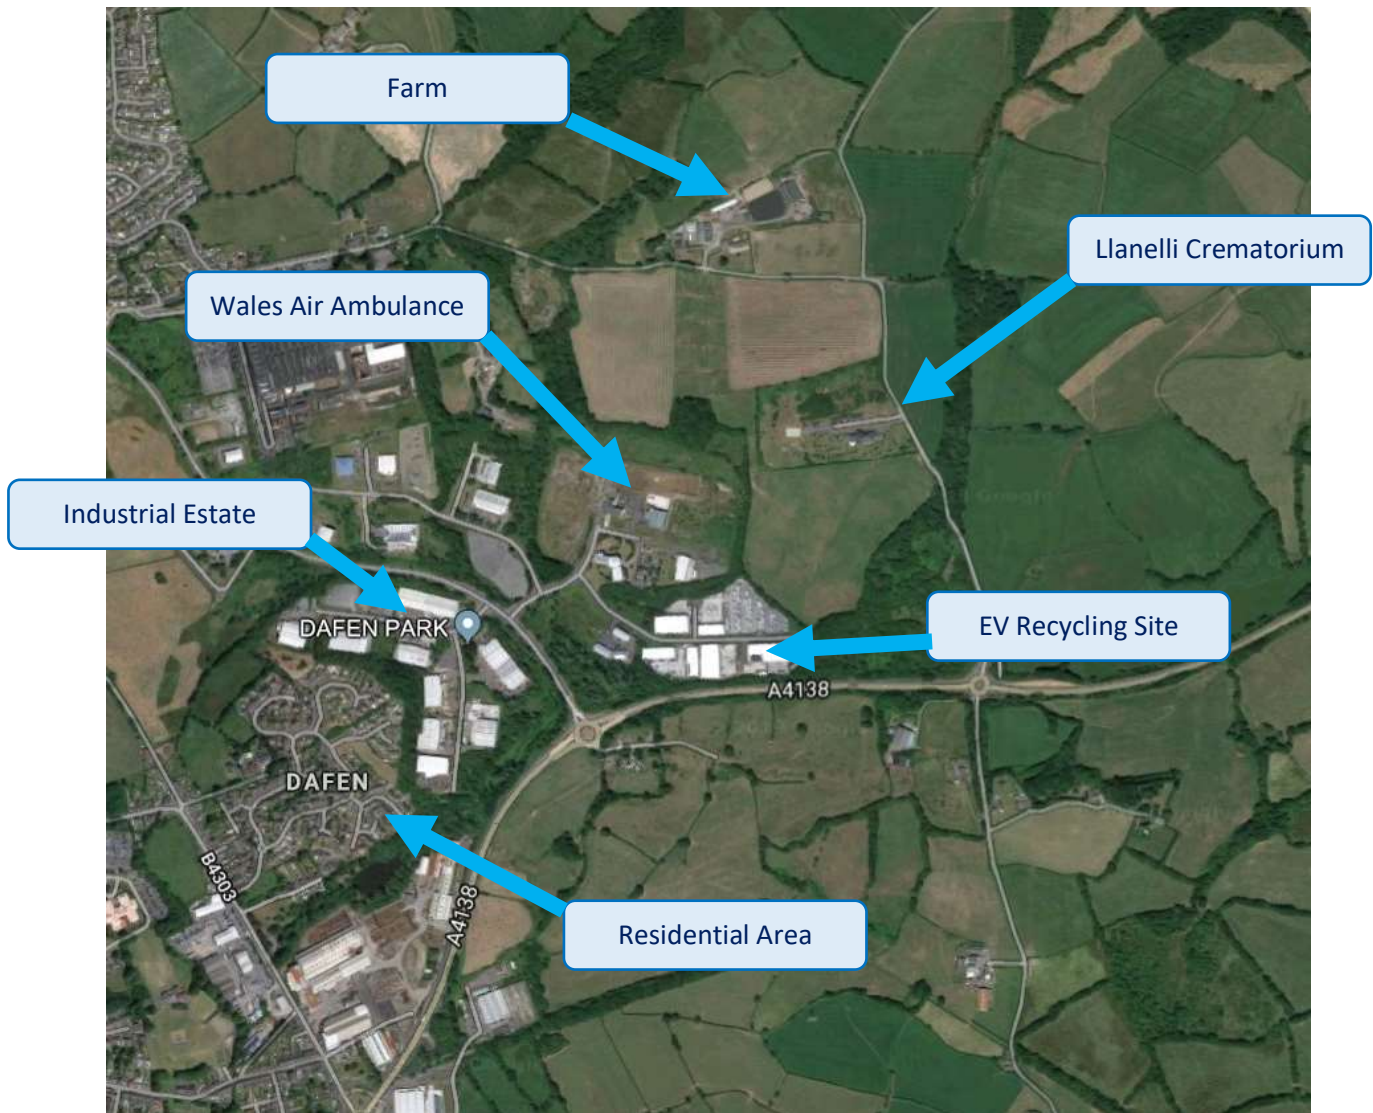 Farm
Llanelli Crematorium
Wales Air Ambulance
Industrial Estate
DAFEN PARK
EV Recycling Site
A4138
DAFEN
B4303
A4138
Residential Area